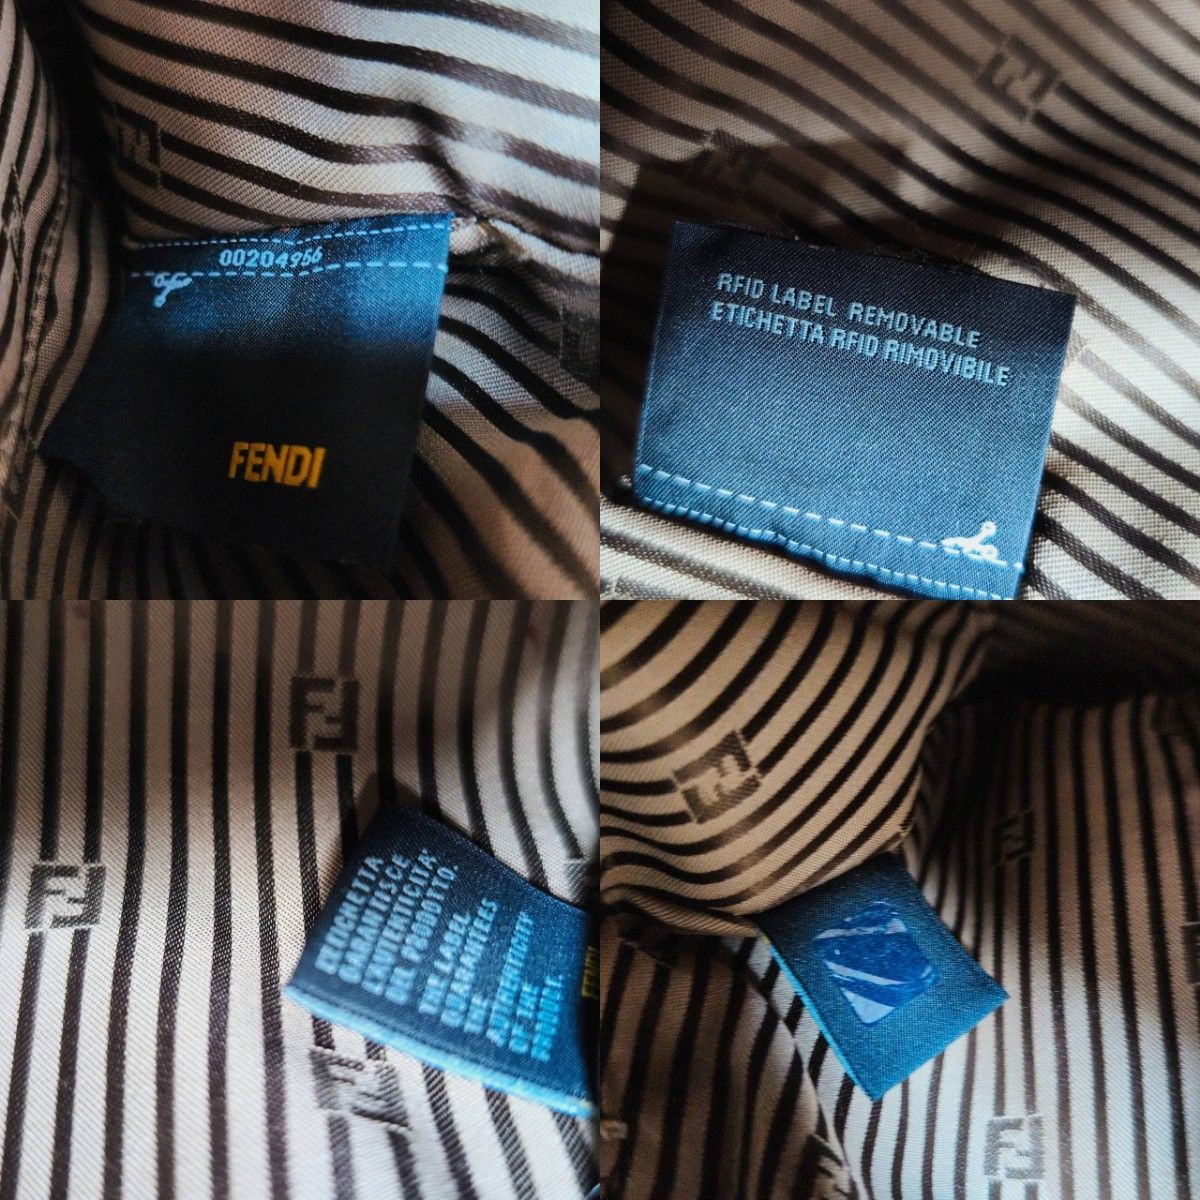 00204956
FENDI
RFID LABEL REMOVABLE
ETICHETTA RFID RIMOVIBILE
ETICHETTA
GARANTISCE
L'AUTENTICITA'
DEL PRODOTTO.
THE LABEL
GUARANTEES
THE
AUTHENTICITY
OF THE
PRODUCT.
FENDI